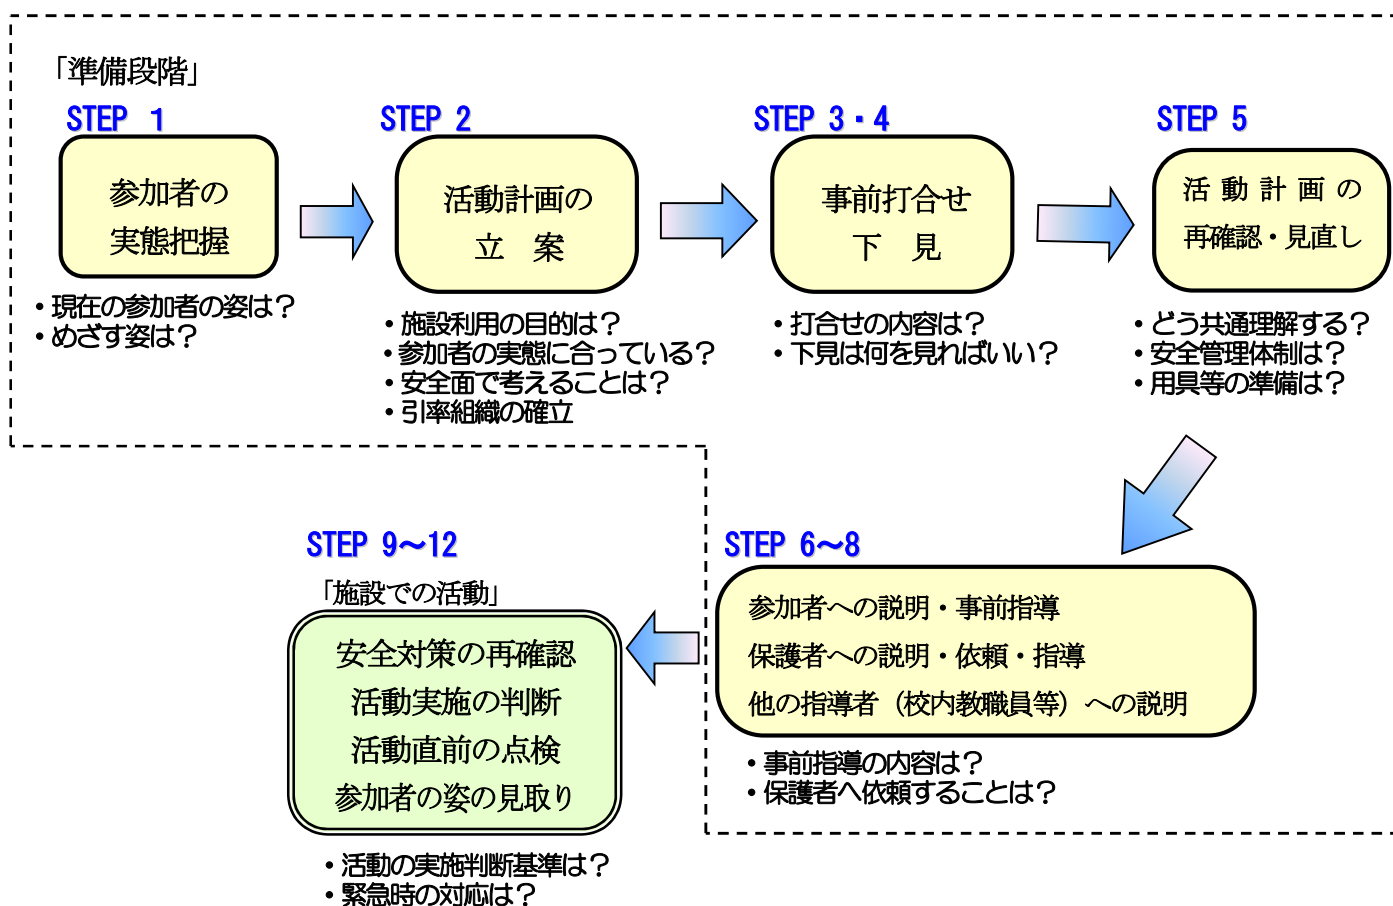 「準備段階」
STEP 1
参加者の
実態把握
・現在の参加者の姿は？
・めざす姿は？
STEP 2
活動計画の
立　案
・施設利用の目的は？
・参加者の実態に合っている？
・安全面で考えることは？
・引率組織の確立
STEP 3・4
事前打合せ
下　見
・打合せの内容は？
・下見は何を見ればいい？
STEP 5
活動計画の
再確認・見直し
・どう共通理解する？
・安全管理体制は？
・用具等の準備は？
STEP 6～8
参加者への説明・事前指導
保護者への説明・依頼・指導
他の指導者（校内教職員等）への説明
・事前指導の内容は？
・保護者へ依頼することは？
STEP 9～12
「施設での活動」
安全対策の再確認
活動実施の判断
活動直前の点検
参加者の姿の見取り
・活動の実施判断基準は？
・緊急時の対応は？